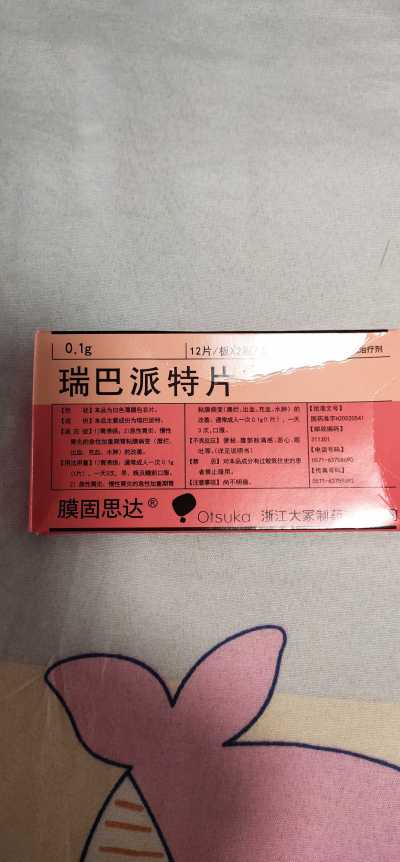 0.1g
12片/板
治疗剂
瑞巴派特片
【性 状】本品为白色薄膜包衣片。
【成 份】本品主要成份为瑞巴派特。
【适应症】1)胃溃疡。2)急性胃炎、慢性
胃炎的急性加重期胃粘膜病变(糜烂、
出血、充血、水肿)的改善。
【用法用量】1)胃溃疡:通常成人一次0.1g
(1片),一天3次,早、晚及睡前口服。
2)急性胃炎、慢性胃炎的急性加重期胃
粘膜病变(糜烂、出血、充血、水肿)的
改善:通常成人一次0.1g(1片),一天
3次,口服。
【不良反应】便秘、腹部胀满感、恶心、呕
吐等。(详见说明书)
【禁 忌】对本品成分有过敏既往史的患
者禁止服用。
【注意事项】尚不明确。
【批准文号】
国药准字H20020541
【邮政编码】
311301
【电话号码】
【传真号码】
膜固思达®
Otsuka 浙江大冢制药